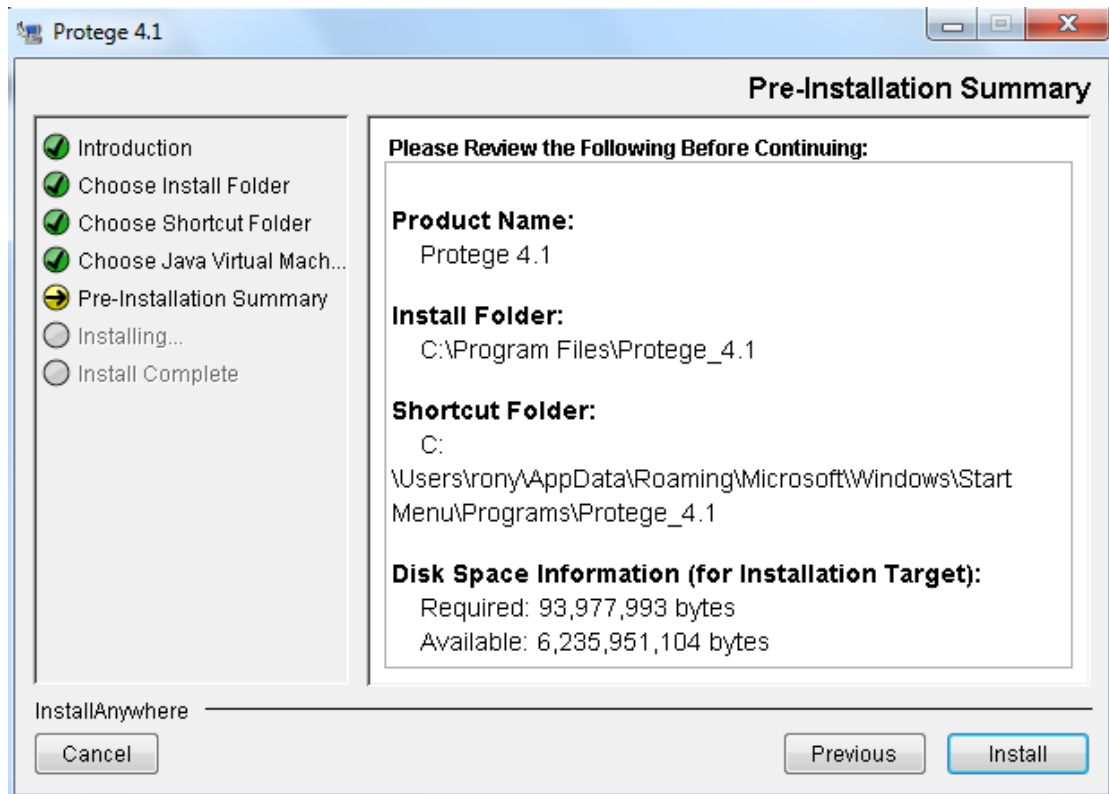 Protege 4.1
Pre-Installation Summary
Introduction
Choose Install Folder
Choose Shortcut Folder
Choose Java Virtual Mach...
Pre-Installation Summary
Installing...
Install Complete
Please Review the Following Before Continuing:
Product Name:
Protege 4.1
Install Folder:
C:\Program Files\Protege_4.1
Shortcut Folder:
C:
\Users\rony\AppData\Roaming\Microsoft\Windows\Start
Menu\Programs\Protege_4.1
Disk Space Information (for Installation Target):
Required: 93,977,993 bytes
Available: 6,235,951,104 bytes
InstallAnywhere
Cancel
Previous
Install